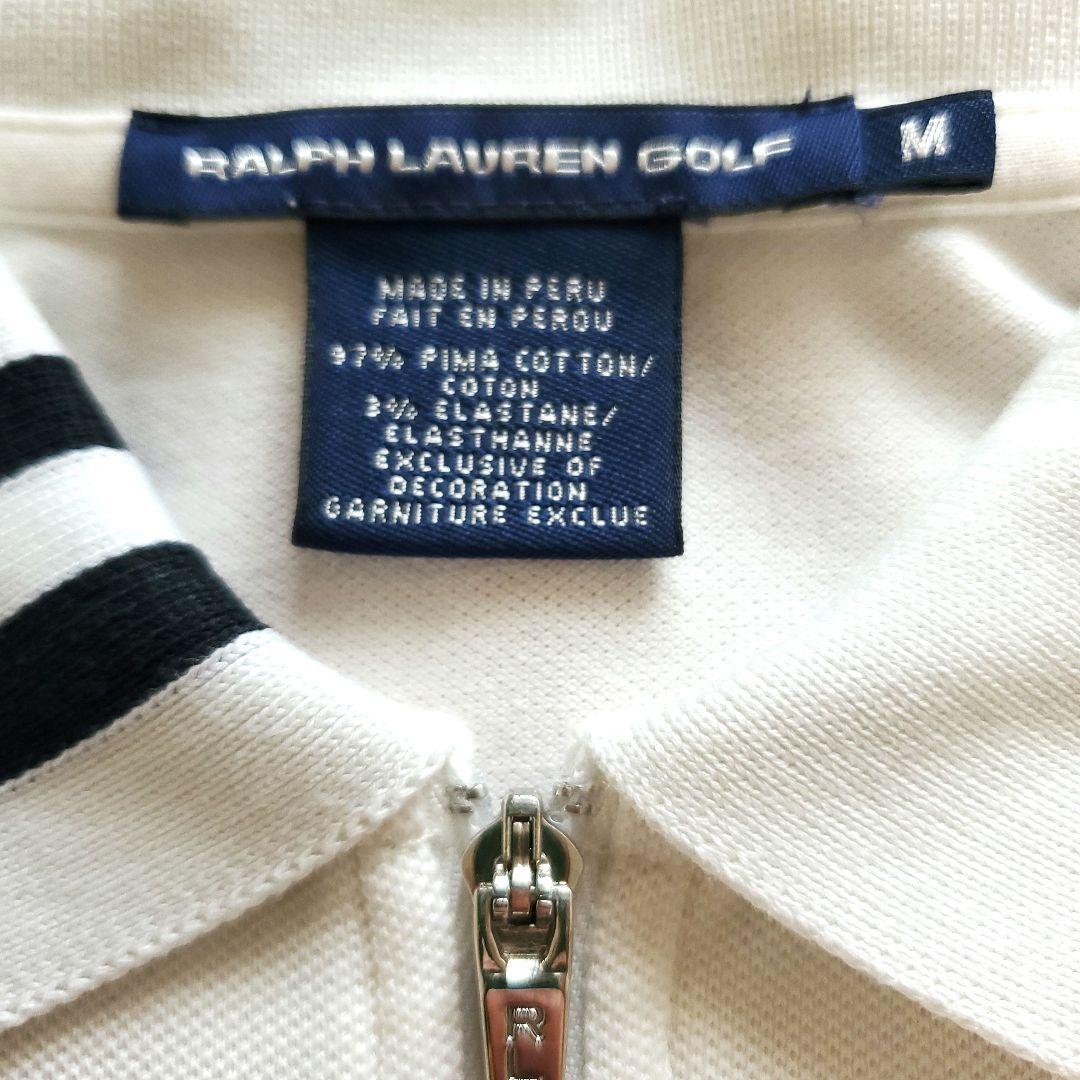 RALPH LAUREN GOLF M
MADE IN PERU
FAIT EN PEROU
97% PIMA COTTON/
COTON
3% ELASTANE/
ELASTHANNE
EXCLUSIVE OF
DECORATION
GARNITURE EXCLUE
RL